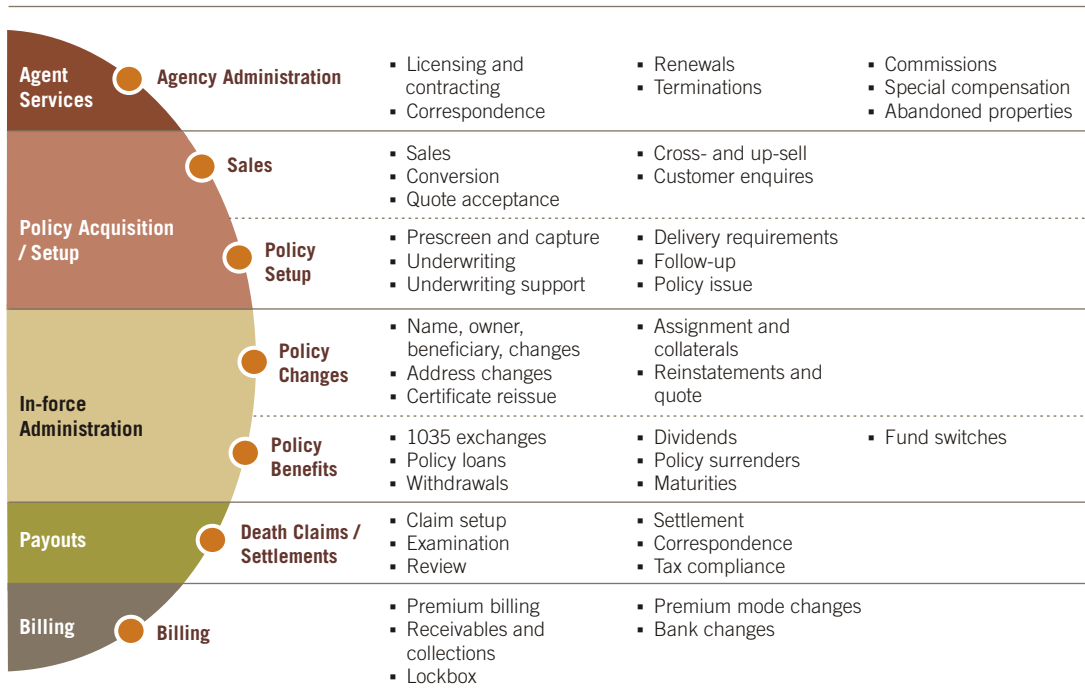 Agent
Services
Agency Administration
▪ Licensing and
contracting
▪ Correspondence
▪ Renewals
▪ Terminations
▪ Commissions
▪ Special compensation
▪ Abandoned properties
Policy Acquisition
/ Setup
Sales
▪ Sales
▪ Conversion
▪ Quote acceptance
▪ Cross- and up-sell
▪ Customer enquires
Policy
Setup
▪ Prescreen and capture
▪ Underwriting
▪ Underwriting support
▪ Delivery requirements
▪ Follow-up
▪ Policy issue
In-force
Administration
Policy
Changes
▪ Name, owner,
beneficiary, changes
▪ Address changes
▪ Certificate reissue
▪ Assignment and
collaterals
▪ Reinstatements and
quote
Policy
Benefits
▪ 1035 exchanges
▪ Policy loans
▪ Withdrawals
▪ Dividends
▪ Policy surrenders
▪ Maturities
▪ Fund switches
Payouts
Death Claims /
Settlements
▪ Claim setup
▪ Examination
▪ Review
▪ Settlement
▪ Correspondence
▪ Tax compliance
Billing
Billing
▪ Premium billing
▪ Receivables and
collections
▪ Lockbox
▪ Premium mode changes
▪ Bank changes